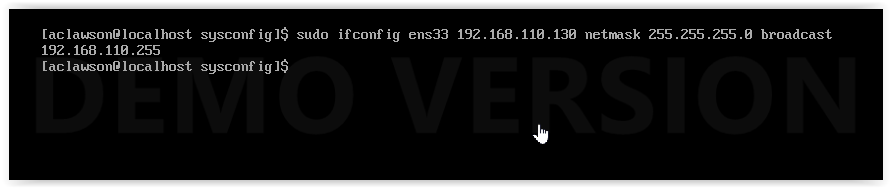 [aclawson@localhost sysconfig]$ sudo ifconfig ens33 192.168.110.130 netmask 255.255.255.0 broadcast
192.168.110.255
[aclawson@localhost sysconfig]$
DEMO VERSION